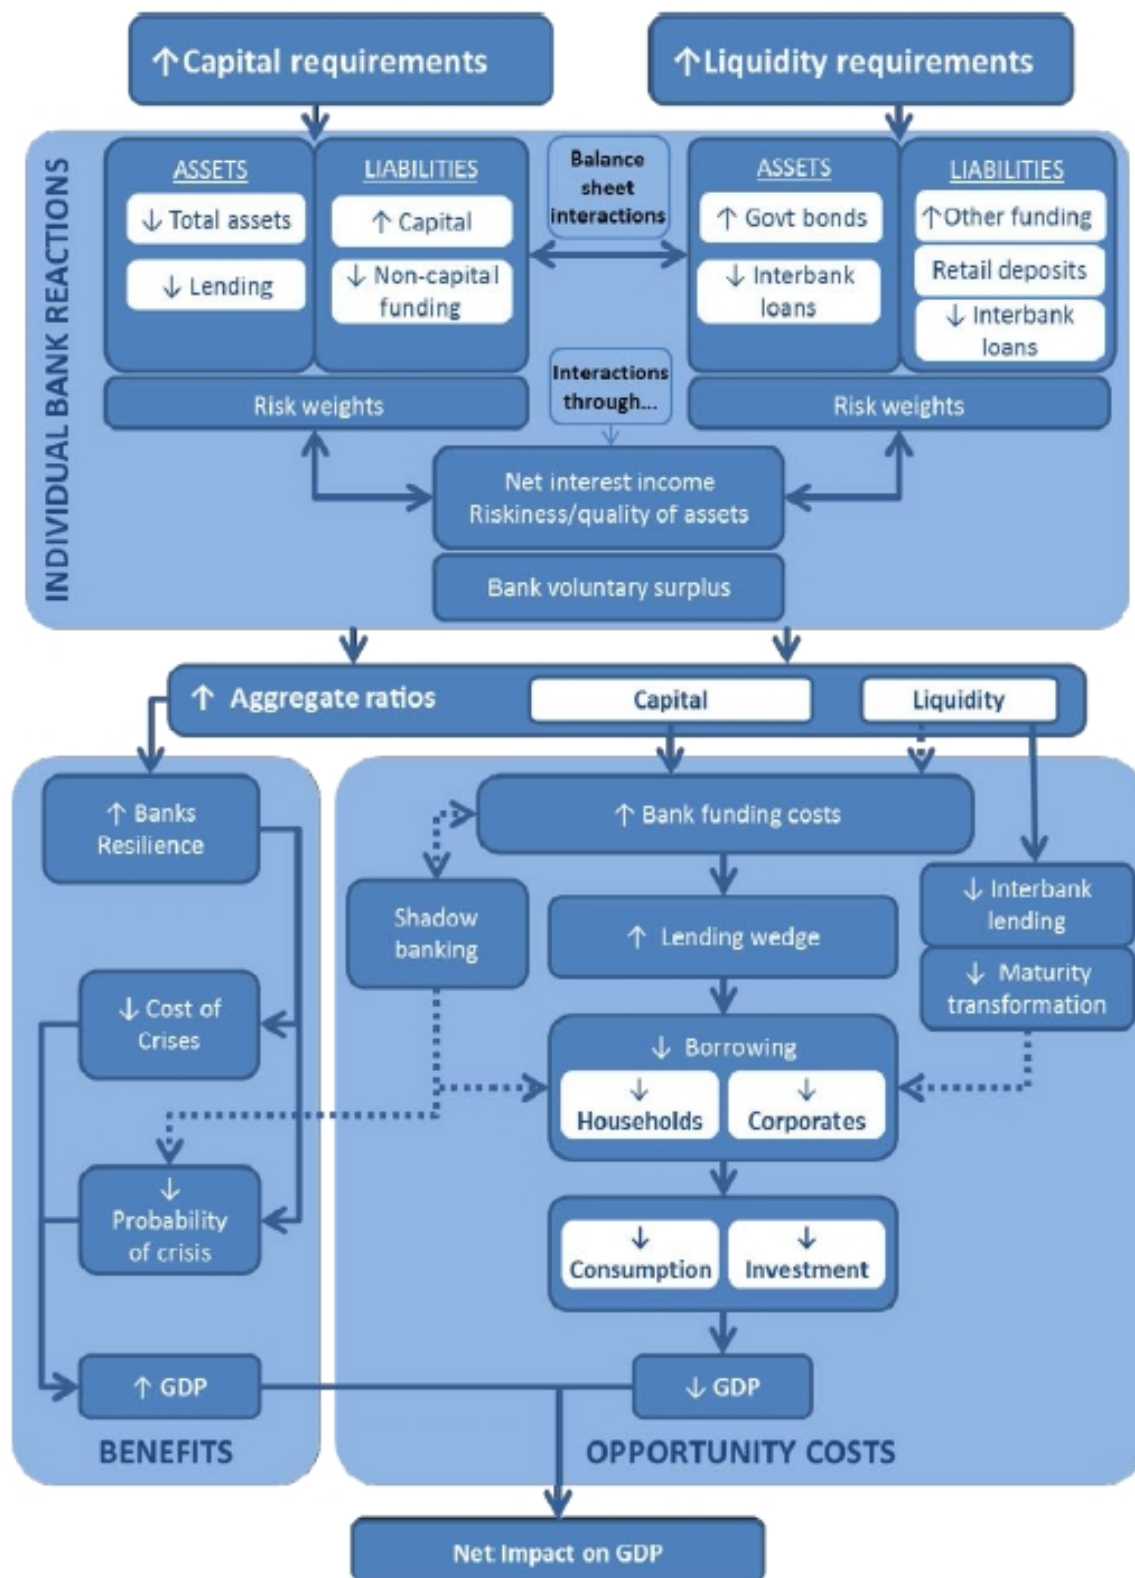 ↑Capital requirements
↑Liquidity requirements
INDIVIDUAL BANK REACTIONS
ASSETS
↓ Total assets
↓ Lending
LIABILITIES
↑ Capital
↓ Non-capital
funding
Risk weights
Balance
sheet
interactions
ASSETS
↑ Govt bonds
↓ Interbank
loans
LIABILITIES
↑Other funding
Retail deposits
↓ Interbank
loans
Risk weights
Interactions
through...
Net interest income
Riskiness/quality of assets
Bank voluntary surplus
↑ Aggregate ratios
Capital
Liquidity
↑ Banks
Resilience
↓ Cost of
Crises
↓
Probability
of crisis
↑ GDP
BENEFITS
↑ Bank funding costs
Shadow
banking
↑ Lending wedge
↓ Interbank
lending
↓ Maturity
transformation
↓ Borrowing
↓
Households
↓
Corporates
↓
Consumption
↓
Investment
↓ GDP
OPPORTUNITY COSTS
Net Impact on GDP